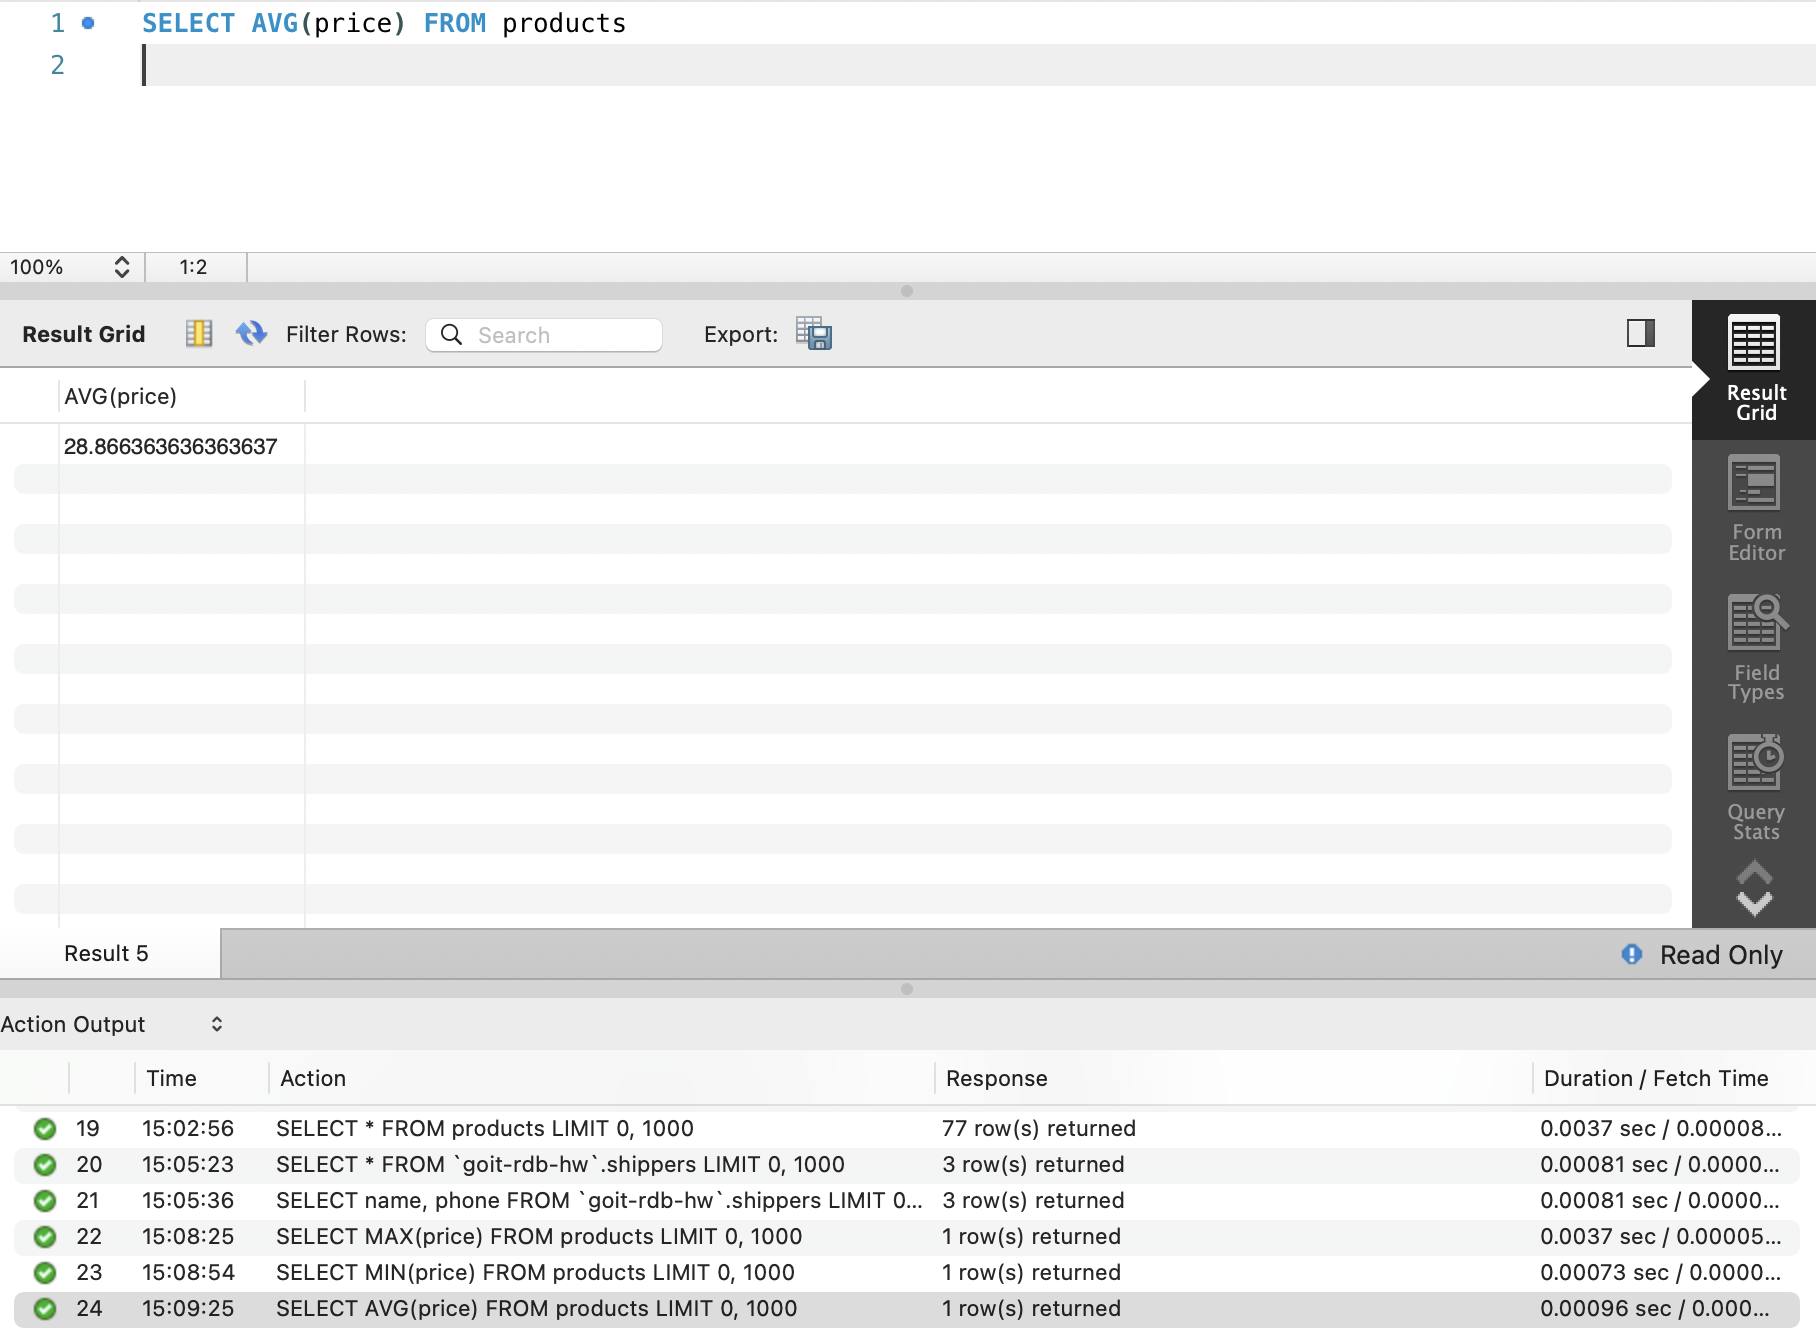 1 SELECT AVG(price) FROM products
2
100% 1:2
Result Grid Filter Rows: Search Export:
Result Grid
Form Editor
Field Types
Query Stats
AVG(price)
28.866363636363637
Result 5 Read Only
Action Output
Time Action Response Duration / Fetch Time
19 15:02:56 SELECT * FROM products LIMIT 0, 1000 77 row(s) returned 0.0037 sec / 0.00008...
20 15:05:23 SELECT * FROM `goit-rdb-hw`.shippers LIMIT 0, 1000 3 row(s) returned 0.00081 sec / 0.0000...
21 15:05:36 SELECT name, phone FROM `goit-rdb-hw`.shippers LIMIT 0... 3 row(s) returned 0.00081 sec / 0.0000...
22 15:08:25 SELECT MAX(price) FROM products LIMIT 0, 1000 1 row(s) returned 0.0037 sec / 0.00005...
23 15:08:54 SELECT MIN(price) FROM products LIMIT 0, 1000 1 row(s) returned 0.00073 sec / 0.0000...
24 15:09:25 SELECT AVG(price) FROM products LIMIT 0, 1000 1 row(s) returned 0.00096 sec / 0.000...